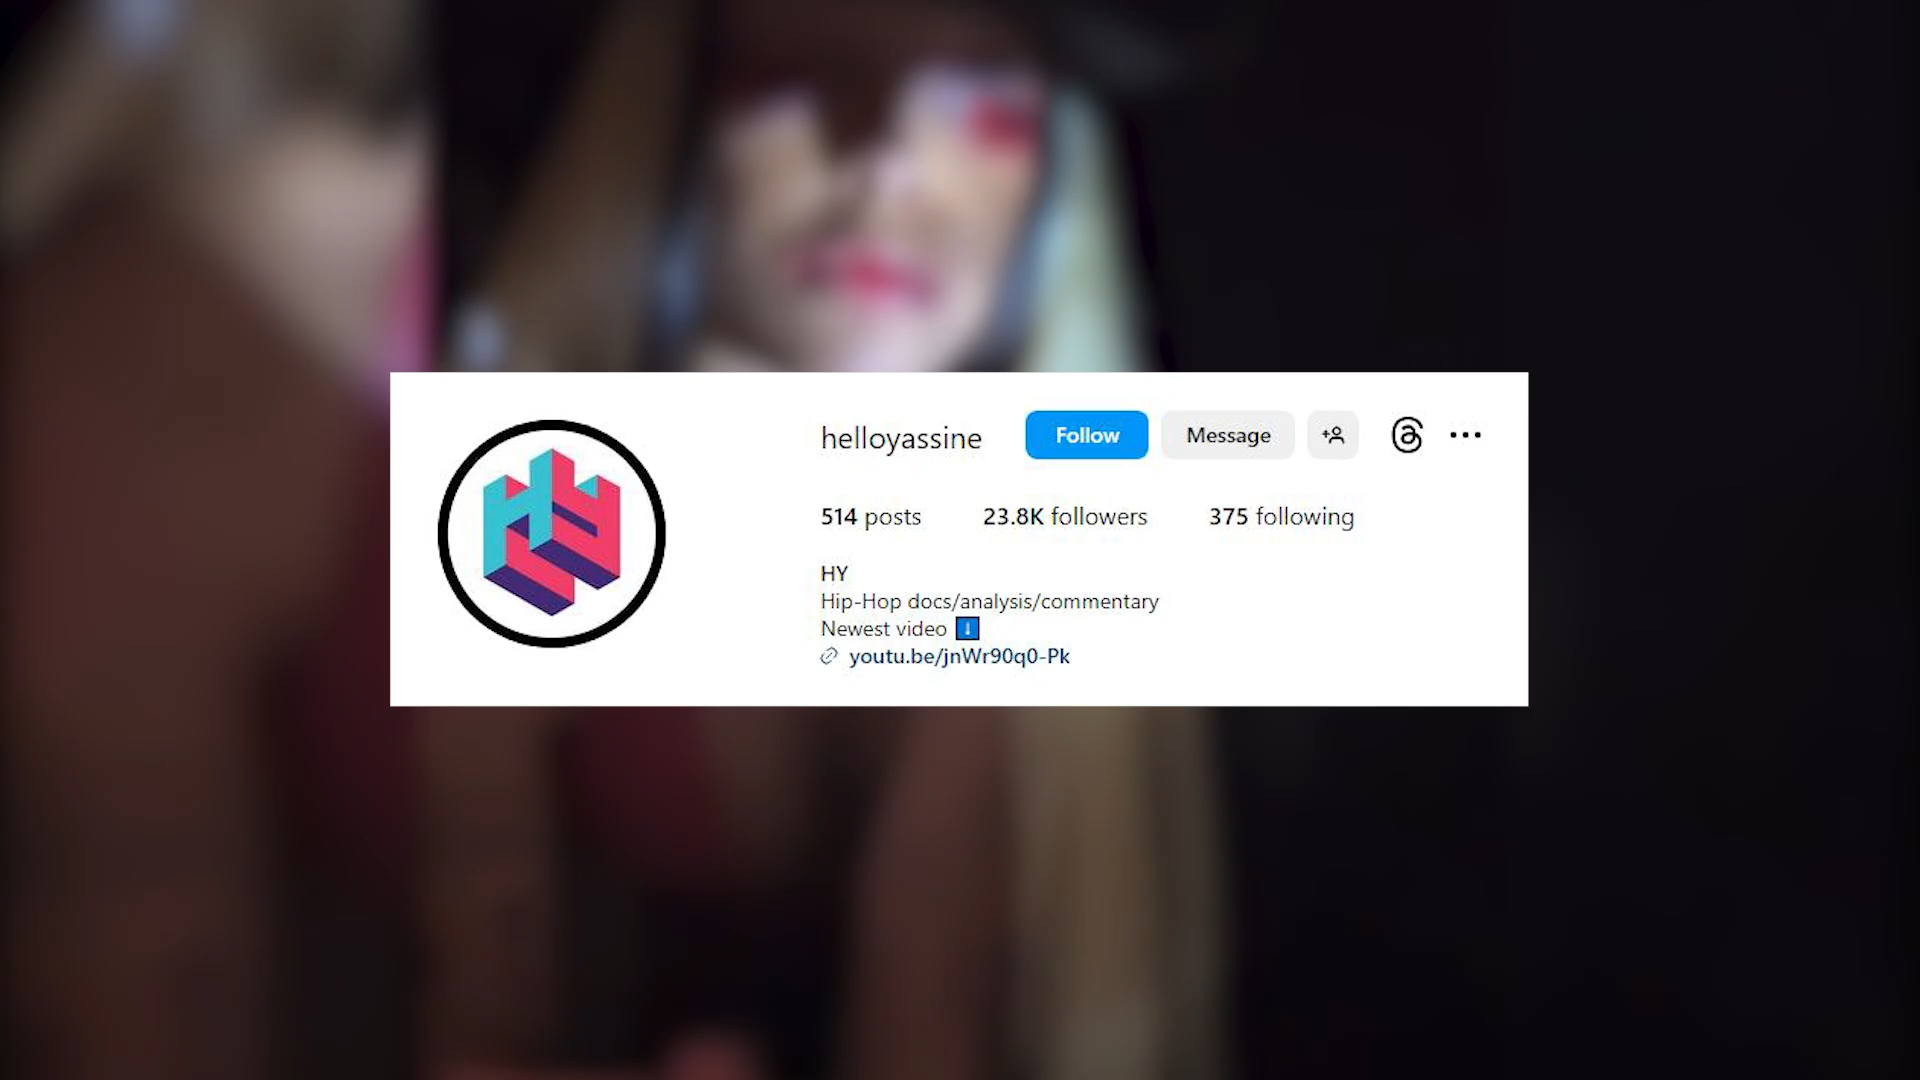 helloyassine Follow Message
514 posts 23.8K followers 375 following
HY
Hip-Hop docs/analysis/commentary
Newest video ⬇️
youtu.be/jnWr90q0-Pk